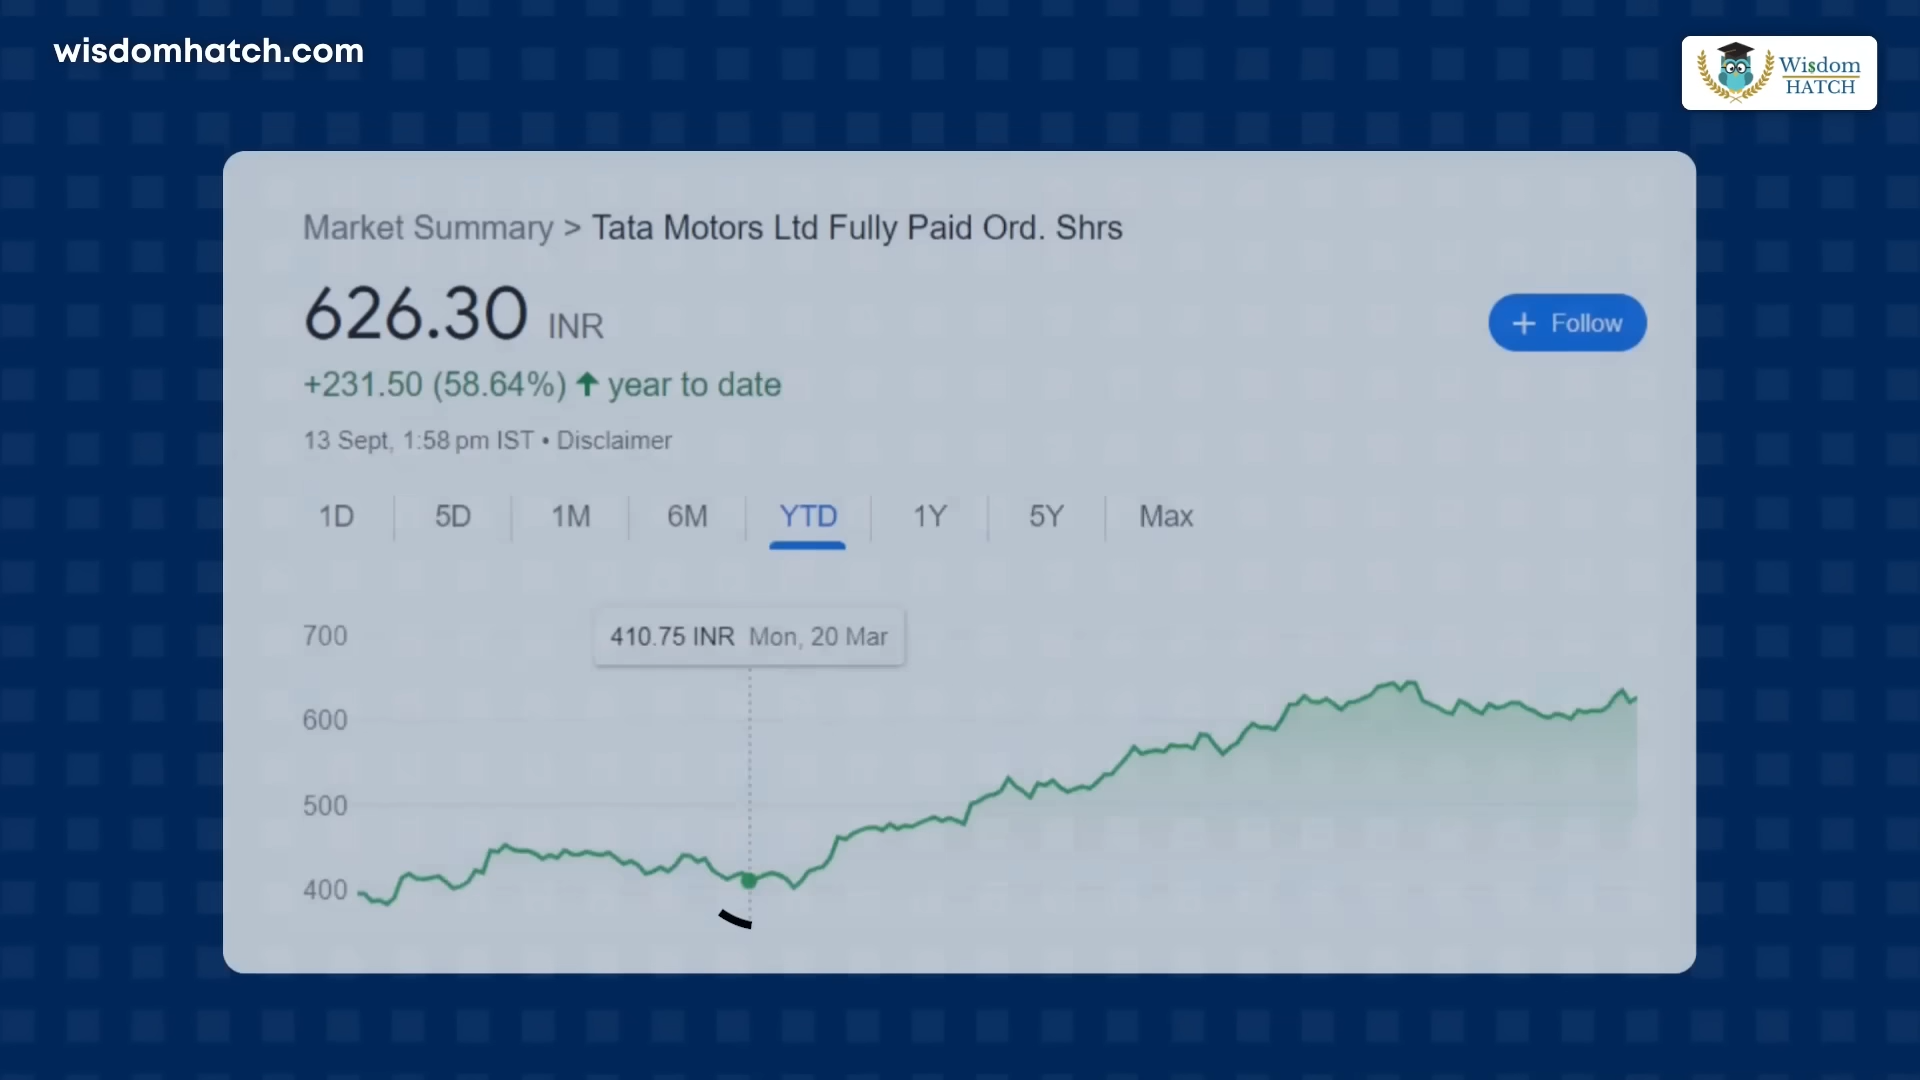 wisdomhatch.com
Wisdom
HATCH
Market Summary > Tata Motors Ltd Fully Paid Ord. Shrs
626.30 INR
+ Follow
+231.50 (58.64%) ↑ year to date
13 Sept, 1:58 pm IST • Disclaimer
1D 5D 1M 6M YTD 1Y 5Y Max
410.75 INR Mon, 20 Mar
700
600
500
400